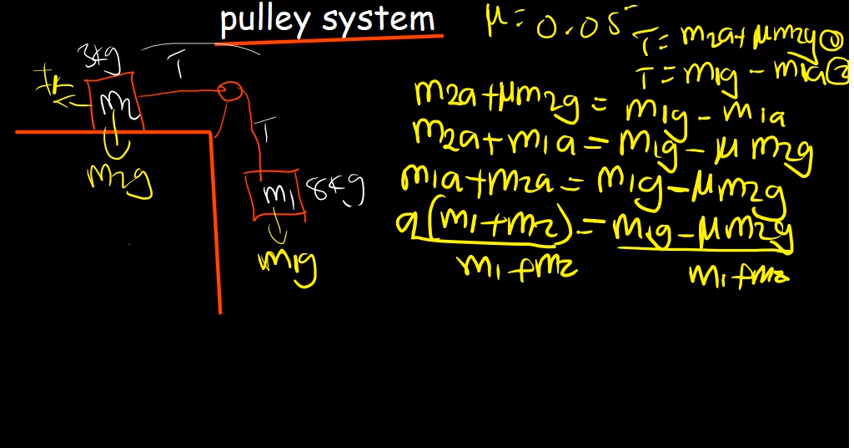 pulley system
μ = 0.05
T = m2a + μm2g ①
T = m1g - m1a ②
3kg
T
fk
m2
m2g
T
m1
8kg
m1g
m2a + μm2g = m1g - m1a
m2a + m1a = m1g - μ m2g
m1a + m2a = m1g - μm2g
a(m1 + m2) = m1g - μm2g
m1 + m2 m1 + m2